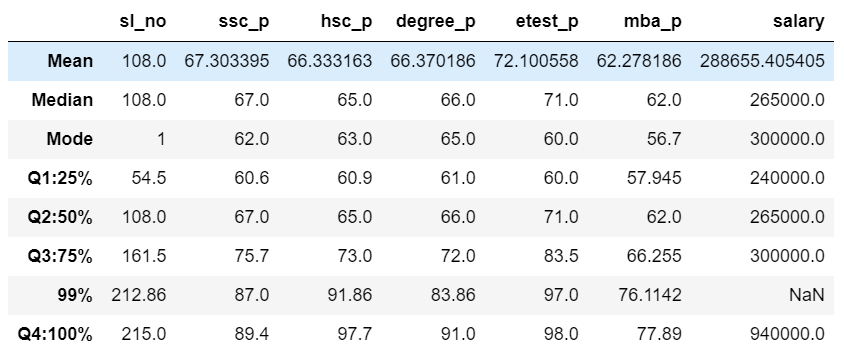 sl_no ssc_p hsc_p degree_p etest_p mba_p salary
Mean 108.0 67.303395 66.333163 66.370186 72.100558 62.278186 288655.405405
Median 108.0 67.0 65.0 66.0 71.0 62.0 265000.0
Mode 1 62.0 63.0 65.0 60.0 56.7 300000.0
Q1:25% 54.5 60.6 60.9 61.0 60.0 57.945 240000.0
Q2:50% 108.0 67.0 65.0 66.0 71.0 62.0 265000.0
Q3:75% 161.5 75.7 73.0 72.0 83.5 66.255 300000.0
99% 212.86 87.0 91.86 83.86 97.0 76.1142 NaN
Q4:100% 215.0 89.4 97.7 91.0 98.0 77.89 940000.0